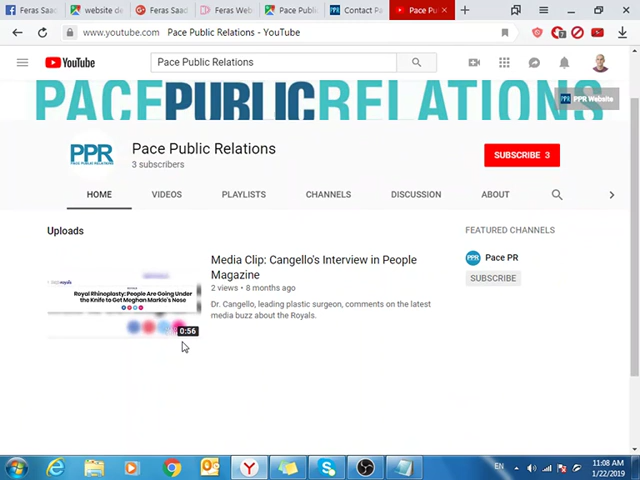 Feras Saad
website de
Feras Saad
Feras Web
Pace Publi
Contact Pa
Pace Pu
www.youtube.com Pace Public Relations - YouTube
YouTube
Pace Public Relations
PACEPUBLICRELATIONS
PPR Website
PPR
PACE PUBLIC RELATIONS
Pace Public Relations
3 subscribers
SUBSCRIBE 3
HOME
VIDEOS
PLAYLISTS
CHANNELS
DISCUSSION
ABOUT
Uploads
FEATURED CHANNELS
Royal Rhinoplasty: People Are Going Under
the Knife to Get Meghan Markle's Nose
0:56
Media Clip: Cangello's Interview in People
Magazine
2 views • 8 months ago
Dr. Cangello, leading plastic surgeon, comments on the latest
media buzz about the Royals.
PPR
Pace PR
SUBSCRIBE
EN
11:08 AM
1/22/2019